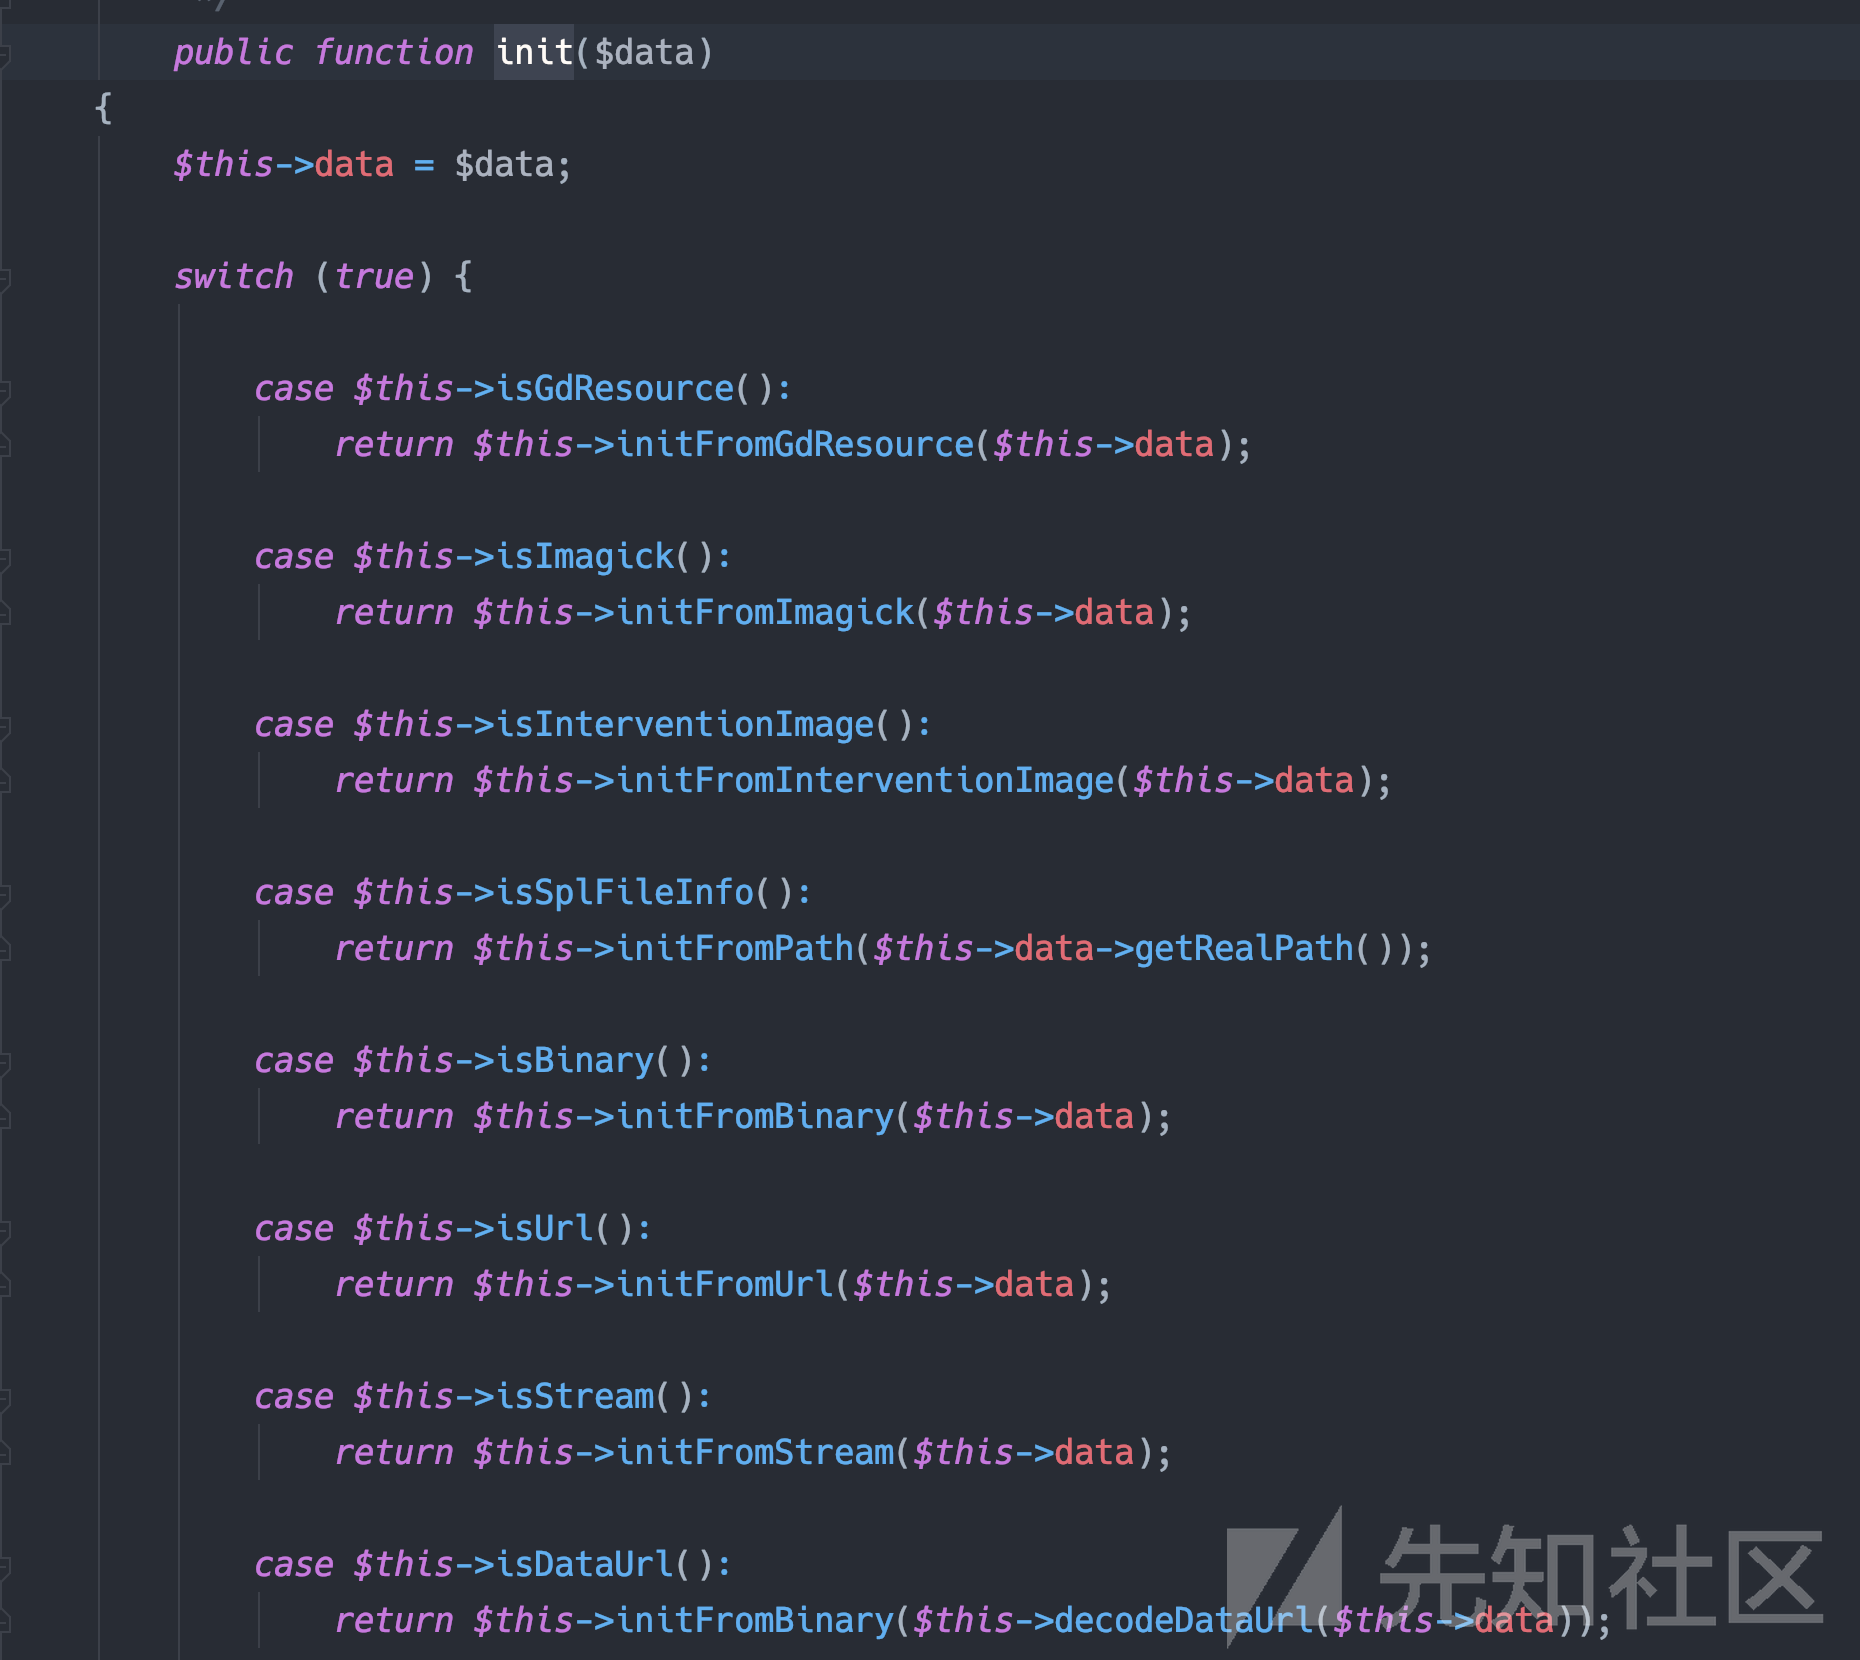 */
public function init($data)
{
$this->data = $data;
switch (true) {
case $this->isGdResource():
return $this->initFromGdResource($this->data);
case $this->isImagick():
return $this->initFromImagick($this->data);
case $this->isInterventionImage():
return $this->initFromInterventionImage($this->data);
case $this->isSplFileInfo():
return $this->initFromPath($this->data->getRealPath());
case $this->isBinary():
return $this->initFromBinary($this->data);
case $this->isUrl():
return $this->initFromUrl($this->data);
case $this->isStream():
return $this->initFromStream($this->data);
case $this->isDataUrl():
return $this->initFromBinary($this->decodeDataUrl($this->data));
先知社区